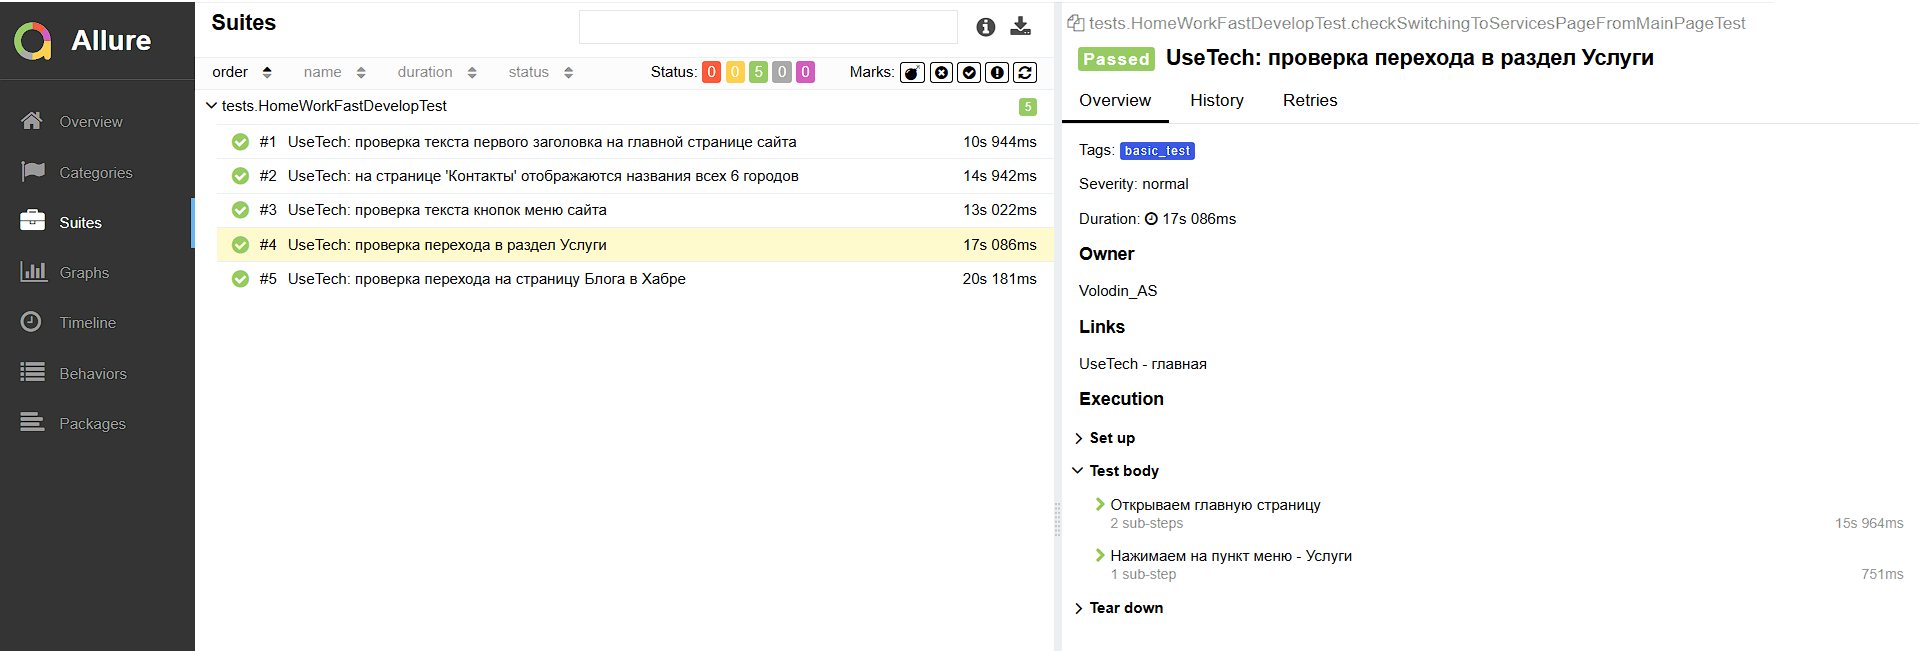 Allure
Overview
Categories
Suites
Graphs
Timeline
Behaviors
Packages
Suites
order name duration status Status: 0 0 5 0 0 Marks:
tests.HomeWorkFastDevelopTest 5
#1 UseTech: проверка текста первого заголовка на главной странице сайта 10s 944ms
#2 UseTech: на странице 'Контакты' отображаются названия всех 6 городов 14s 942ms
#3 UseTech: проверка текста кнопок меню сайта 13s 022ms
#4 UseTech: проверка перехода в раздел Услуги 17s 086ms
#5 UseTech: проверка перехода на страницу Блога в Хабре 20s 181ms
tests.HomeWorkFastDevelopTest.checkSwitchingToServicesPageFromMainPageTest
Passed UseTech: проверка перехода в раздел Услуги
Overview History Retries
Tags: basic_test
Severity: normal
Duration: 17s 086ms
Owner
Volodin_AS
Links
UseTech - главная
Execution
Set up
Test body
Открываем главную страницу
2 sub-steps 15s 964ms
Нажимаем на пункт меню - Услуги
1 sub-step 751ms
Tear down